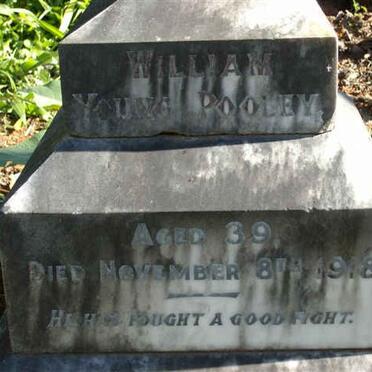 WILLIAM
YOUNG POOLEY.
AGED 39
DIED NOVEMBER 8TH 1918
HE HAS FOUGHT A GOOD FIGHT.